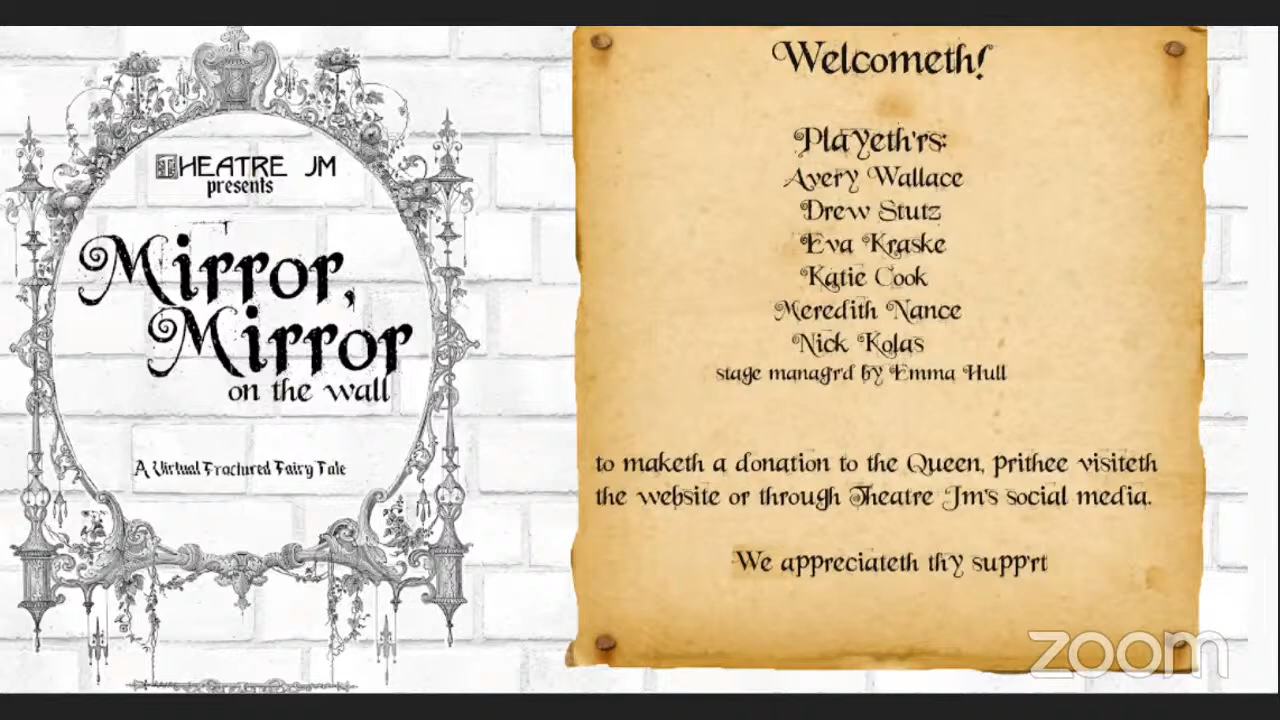 THEATRE JM
presents
Mirror,
Mirror
on the wall
A Virtual Fractured Fairy Tale
Welcometh!
Playeth'rs:
Avery Wallace
Drew Stutz
Eva Kraske
Katie Cook
Meredith Nance
Nick Kolas
stage manag'r'd by Emma Hull
to maketh a donation to the Queen, prithee visiteth
the website or through Theatre Jm's social media.
We appreciateth thy supp'rt
zoom